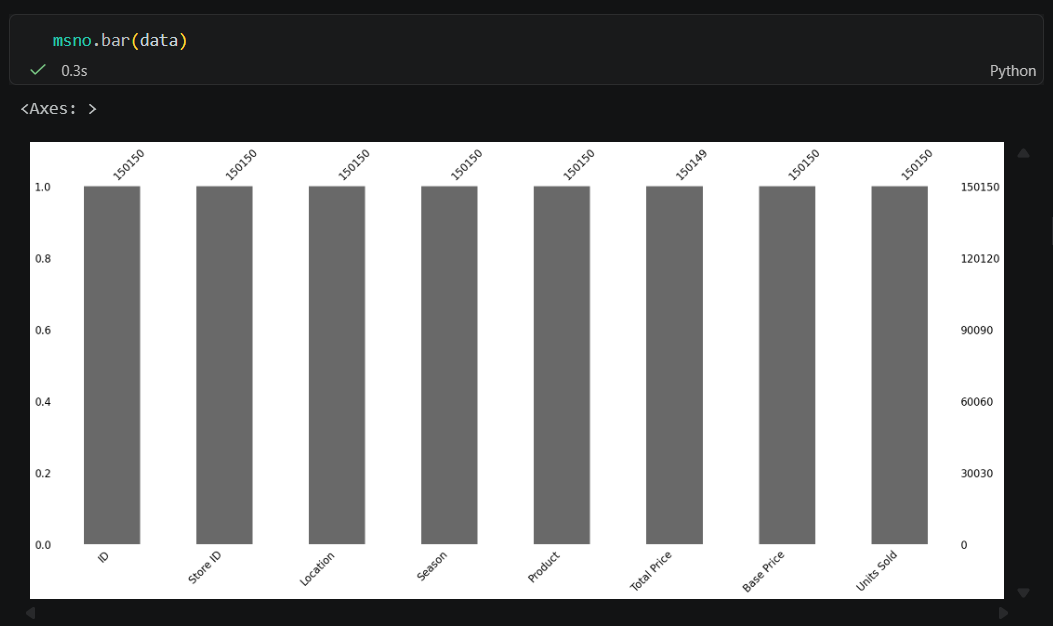 msno.bar(data)
0.3s
Python
<Axes: >
150150 150150 150150 150150 150150 150149 150150 150150
1.0 150150
0.8 120120
0.6 90090
0.4 60060
0.2 30030
0.0 0
ID Store ID Location Season Product Total Price Base Price Units Sold